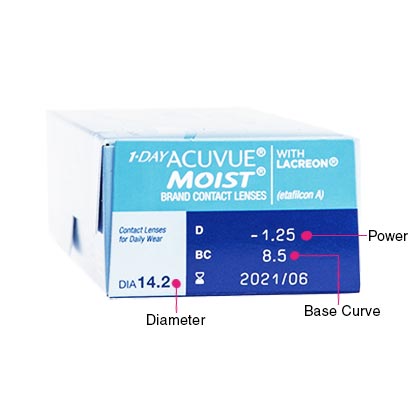 1·DAY ACUVUE® MOIST® WITH LACREON®
BRAND CONTACT LENSES (etafilcon A)
Contact Lenses for Daily Wear
D -1.25 Power
BC 8.5
2021/06
DIA 14.2
Diameter
Base Curve